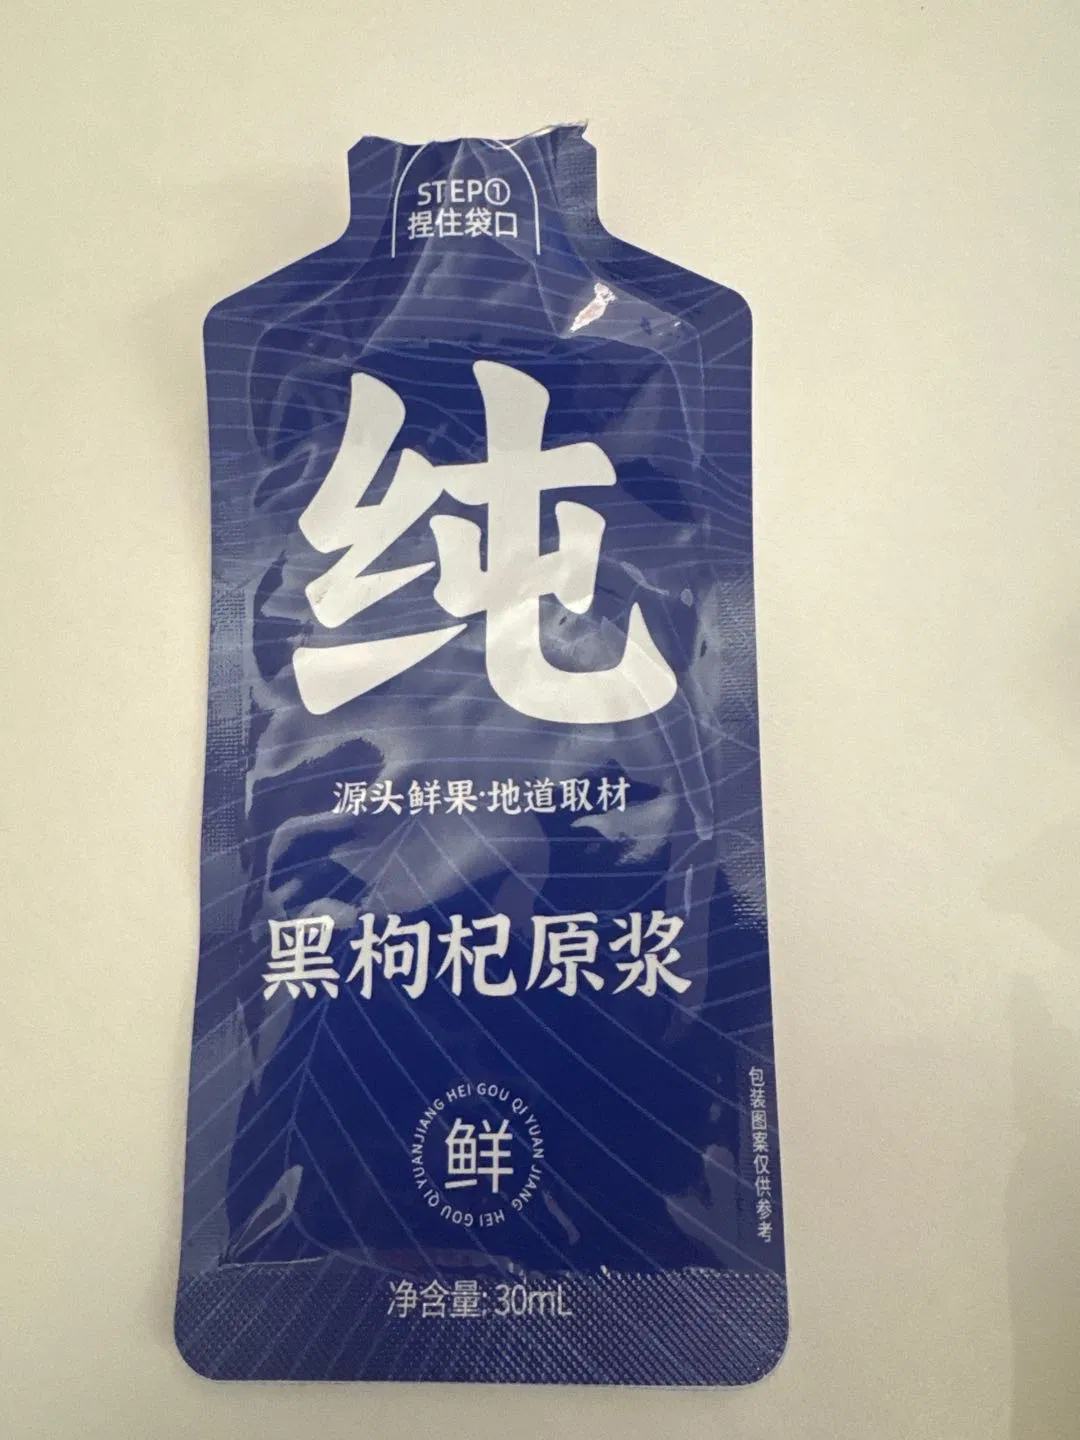 STEP①
捏住袋口
纯
源头鲜果·地道取材
黑枸杞原浆
HEI GOU QI YUAN JIANG HEI GOU QI YUANJIANG
鲜
包装图案仅供参考
净含量: 30mL